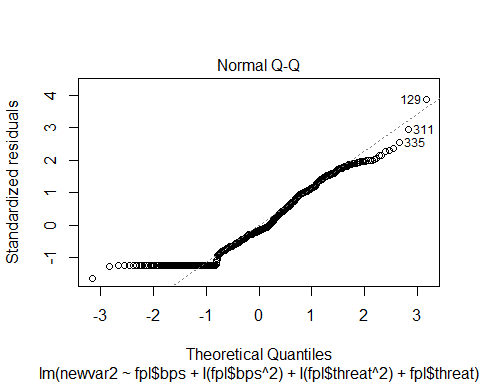 Normal Q-Q
Standardized residuals
4
3
2
1
0
-1
129
311
335
-3 -2 -1 0 1 2 3
Theoretical Quantiles
lm(newvar2 ~ fpl$bps + I(fpl$bps^2) + I(fpl$threat^2) + fpl$threat)